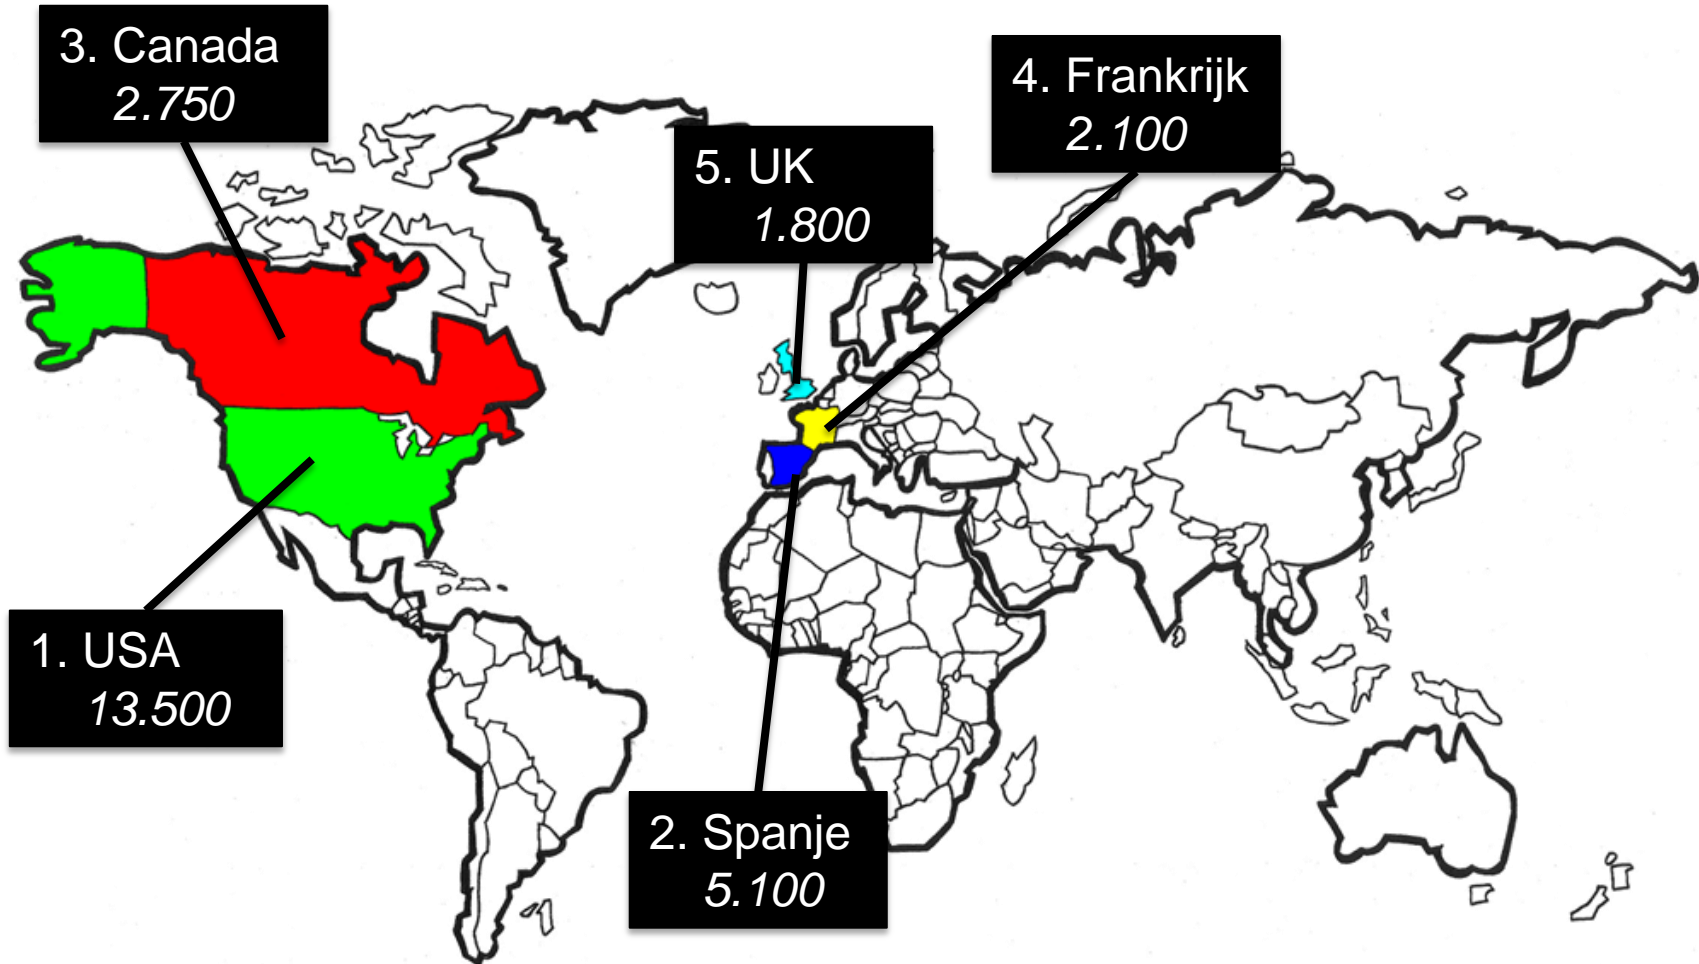 3. Canada
2.750
4. Frankrijk
2.100
5. UK
1.800
1. USA
13.500
2. Spanje
5.100